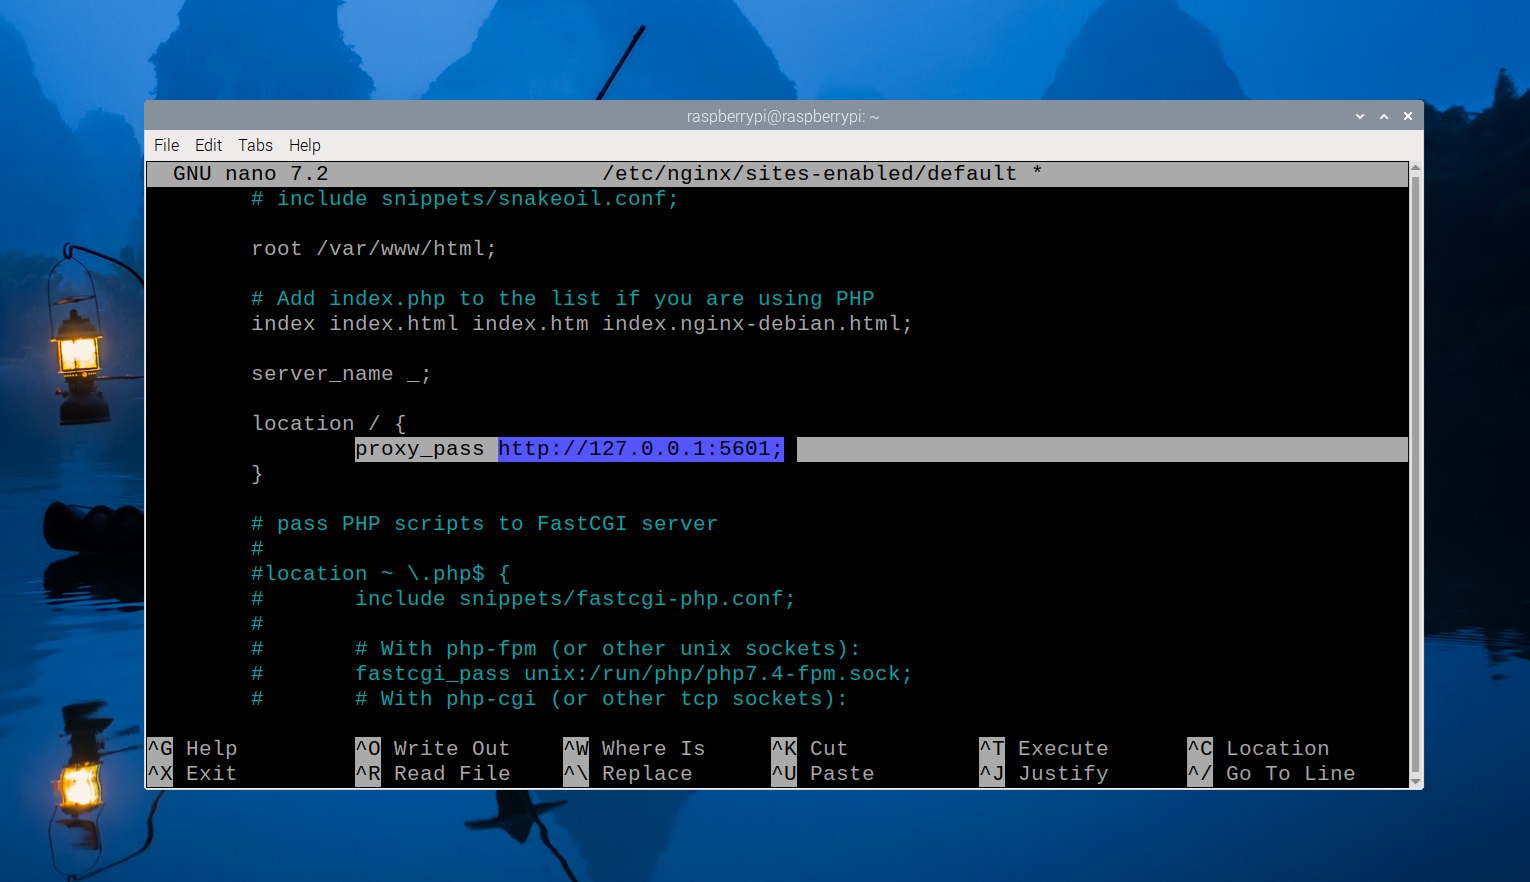 raspberrypi@raspberrypi: ~
File Edit Tabs Help
GNU nano 7.2 /etc/nginx/sites-enabled/default *
# include snippets/snakeoil.conf;
root /var/www/html;
# Add index.php to the list if you are using PHP
index index.html index.htm index.nginx-debian.html;
server_name _;
location / {
proxy_pass http://127.0.0.1:5601;
}
# pass PHP scripts to FastCGI server
#
#location ~ \.php$ {
# include snippets/fastcgi-php.conf;
#
# # With php-fpm (or other unix sockets):
# fastcgi_pass unix:/run/php/php7.4-fpm.sock;
# # With php-cgi (or other tcp sockets):
^G Help ^O Write Out ^W Where Is ^K Cut ^T Execute ^C Location
^X Exit ^R Read File ^\ Replace ^U Paste ^J Justify ^/ Go To Line